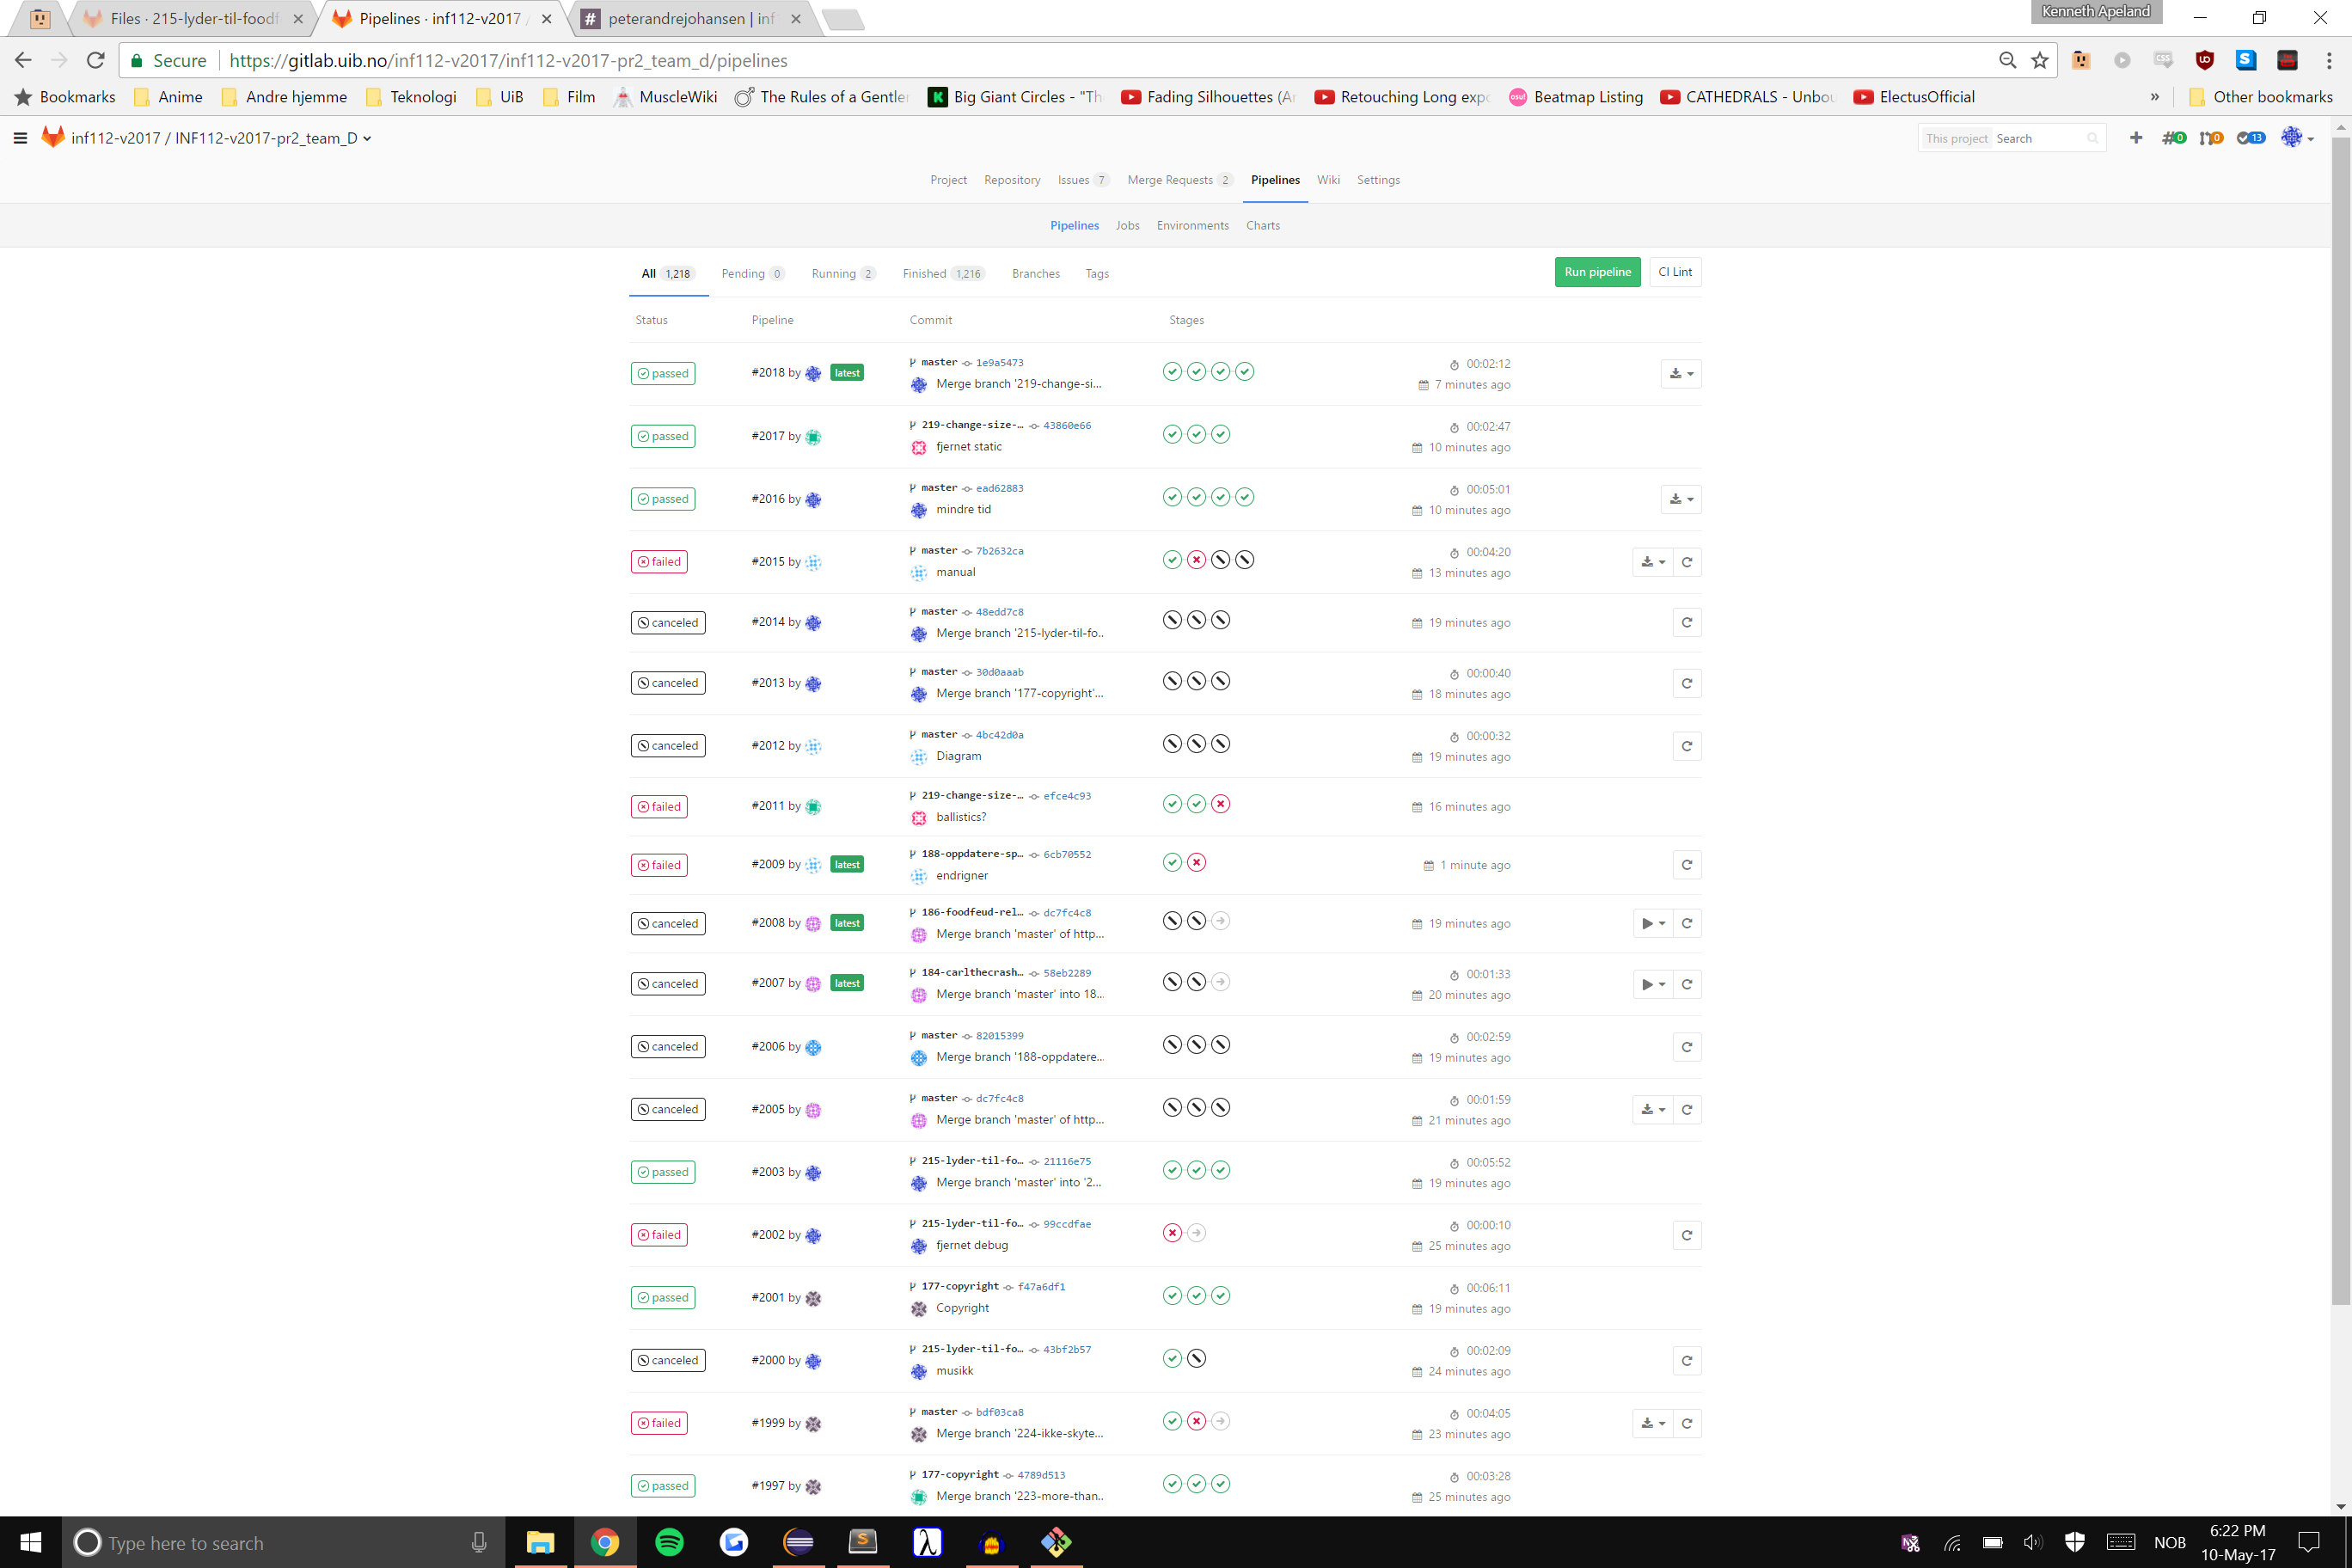 Files · 215-lyder-til-foodf
Pipelines · inf112-v2017 /
peterandrejohansen | inf
Kenneth Apeland
Secure https://gitlab.uib.no/inf112-v2017/inf112-v2017-pr2_team_d/pipelines
Bookmarks Anime Andre hjemme Teknologi UiB Film MuscleWiki The Rules of a Gentler Big Giant Circles - "Th Fading Silhouettes (Ar Retouching Long expo Beatmap Listing CATHEDRALS - Unbou ElectusOfficial » Other bookmarks
inf112-v2017 / INF112-v2017-pr2_team_D This project Search 0 0 13
Project Repository Issues 7 Merge Requests 2 Pipelines Wiki Settings
Pipelines Jobs Environments Charts
All 1,218 Pending 0 Running 2 Finished 1,216 Branches Tags Run pipeline CI Lint
Status Pipeline Commit Stages
passed #2018 by latest master 1e9a5473 00:02:12
Merge branch '219-change-si... 7 minutes ago
passed #2017 by 219-change-size-... 43860e66 00:02:47
fjernet static 10 minutes ago
passed #2016 by master ead62883 00:05:01
mindre tid 10 minutes ago
failed #2015 by master 7b2632ca 00:04:20
manual 13 minutes ago
canceled #2014 by master 48edd7c8 19 minutes ago
Merge branch '215-lyder-til-fo..
canceled #2013 by master 30d0aaab 00:00:40
Merge branch '177-copyright'... 18 minutes ago
canceled #2012 by master 4bc42d0a 00:00:32
Diagram 19 minutes ago
failed #2011 by 219-change-size-... efce4c93 16 minutes ago
ballistics?
failed #2009 by latest 188-oppdatere-sp... 6cb70552 1 minute ago
endrigner
canceled #2008 by latest 186-foodfeud-rel... dc7fc4c8 19 minutes ago
Merge branch 'master' of http...
canceled #2007 by latest 184-carlthecrash... 58eb2289 00:01:33
Merge branch 'master' into 18... 20 minutes ago
canceled #2006 by master 82015399 00:02:59
Merge branch '188-oppdatere... 19 minutes ago
canceled #2005 by master dc7fc4c8 00:01:59
Merge branch 'master' of http... 21 minutes ago
passed #2003 by 215-lyder-til-fo... 21116e75 00:05:52
Merge branch 'master' into '2... 19 minutes ago
failed #2002 by 215-lyder-til-fo... 99ccdfae 00:00:10
fjernet debug 25 minutes ago
passed #2001 by 177-copyright f47a6df1 00:06:11
Copyright 19 minutes ago
canceled #2000 by 215-lyder-til-fo... 43bf2b57 00:02:09
musikk 24 minutes ago
failed #1999 by master bdf03ca8 00:04:05
Merge branch '224-ikke-skyte... 23 minutes ago
passed #1997 by 177-copyright 4789d513 00:03:28
Merge branch '223-more-than.. 25 minutes ago
Type here to search NOB 6:22 PM
10-May-17